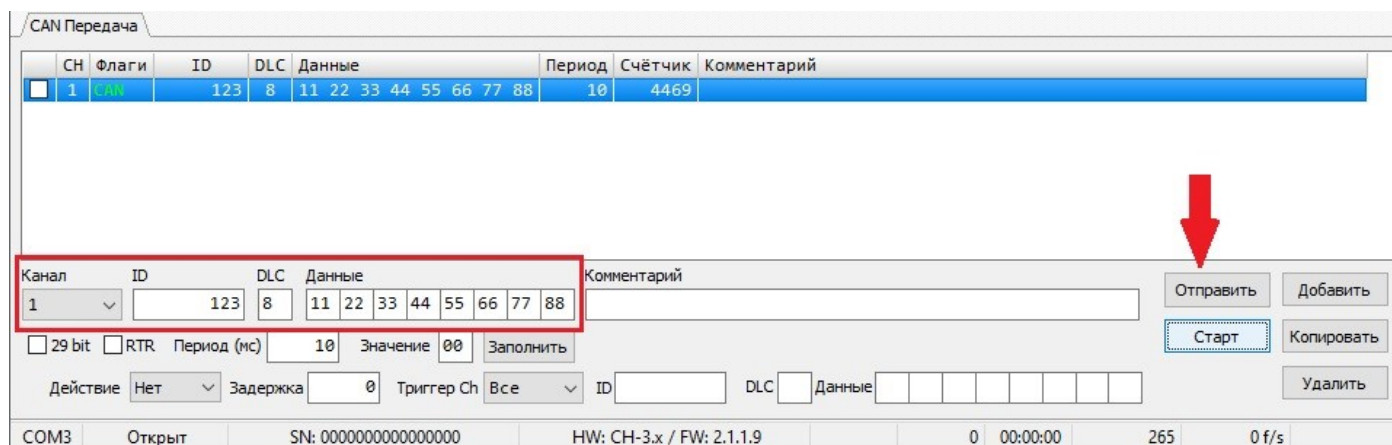 CAN Передача
CH Флаги ID DLC Данные Период Счётчик Комментарий
1 CAN 123 8 11 22 33 44 55 66 77 88 10 4469
Канал ID DLC Данные Комментарий
1 123 8 11 22 33 44 55 66 77 88
Отправить Добавить
29 bit RTR Период (мс) 10 Значение 00 Заполнить Старт Копировать
Действие Нет Задержка 0 Триггер Ch Все ID DLC Данные Удалить
COM3 Открыт SN: 0000000000000000 HW: CH-3.x / FW: 2.1.1.9 0 00:00:00 265 0 f/s